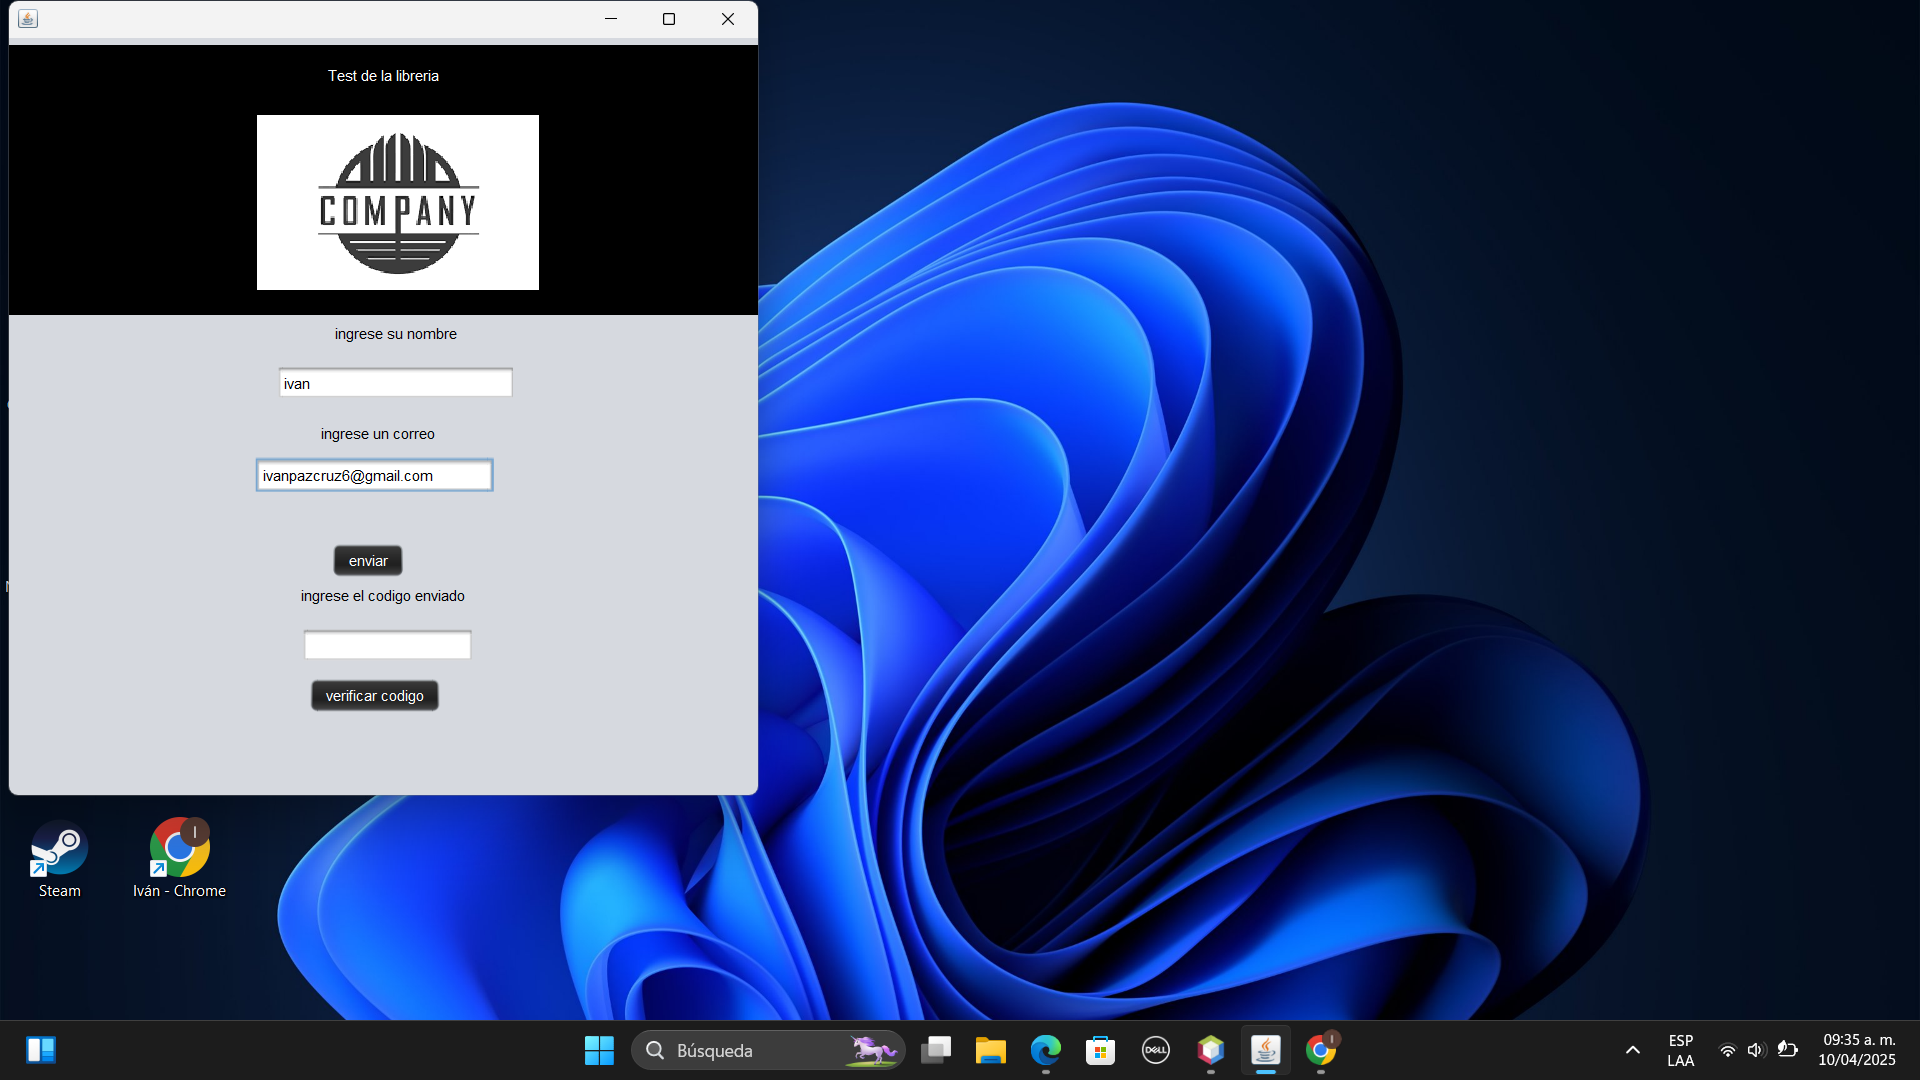 Test de la libreria
COMPANY
ingrese su nombre
ivan
ingrese un correo
ivanpazcruz6@gmail.com
enviar
ingrese el codigo enviado
verificar codigo
Steam
I
Iván - Chrome
Búsqueda
DELL
I
ESP
LAA
09:35 a. m.
10/04/2025